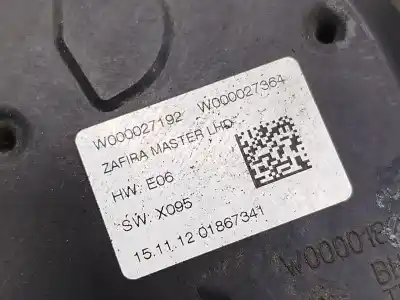 W000027192 W000027364
ZAFIRA MASTER LHD
HW: E06
SW: X095
15.11.12 01867341